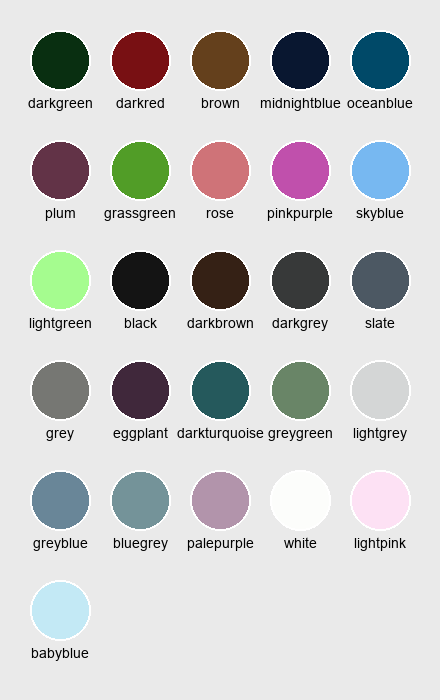 darkgreen darkred brown midnightblue oceanblue
plum grassgreen rose pinkpurple skyblue
lightgreen black darkbrown darkgrey slate
grey eggplant darkturquoise greygreen lightgrey
greyblue bluegrey palepurple white lightpink
babyblue